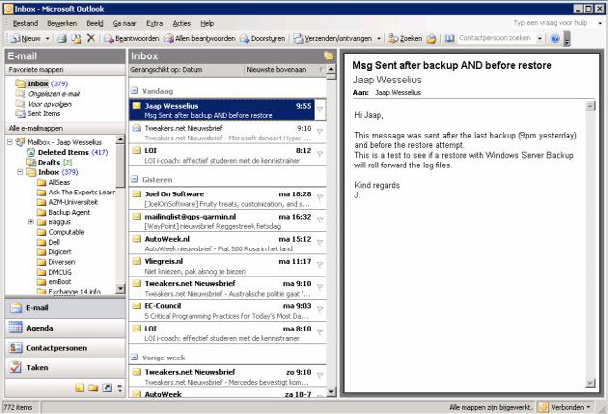 Inbox - Microsoft Outlook
Bestand Bewerken Beeld Ga naar Extra Acties Help
Typ een vraag voor hulp
Nieuw Beantwoorden Allen beantwoorden Doorsturen Verzenden/ontvangen Contactpersoon zoeken
E-mail
Favoriete mappen
Inbox (379)
Ongelezen e-mail
Voor opvolgen
Sent Items
Alle e-mailmappen
Mailbox - Jaap Wesselius
Deleted Items (417)
Drafts [2]
Inbox (379)
AllSeas
Ask The Experts Learn
AZM-Universiteit
Backup Agent
eaggus
Computable
Dell
Digicert
Diversen
DMCUG
emBoot
Exchange 14 info
E-mail
Agenda
Contactpersonen
Taken
Inbox
Gerangschikt op: Datum Nieuwste bovenaan
Vandaag
Jaap Wesselius 9:55
Msg Sent after backup AND before restore
Tweakers.net Nieuwsbrief 9:10
Tweakers.net Nieuwsbrief - Microsoft dongt Hyper
LOI 8:12
LOI i-coach: effectief studeren met de kennistrainer
Gisteren
Joel On Software ma 18:28
[JoelOnSoftware] Fruity treats, customization, and s...
mailinglist@gps-garmin.nl ma 16:32
[WayPoint] nieuwsbrief Reggestreek fietsdag
AutoWeek.nl ma 15:12
AutoWeek nieuwsbrief - Fiat 500 Rosa in het land
Vliegreis.nl ma 11:17
Niet kniezen, pak alsnog je biezen
Tweakers.net Nieuwsbrief ma 9:10
Tweakers.net Nieuwsbrief - Australische politie gaat '...
EC-Council ma 9:03
5 Critical Programming Practices for Today's Most Da...
LOI ma 8:10
LOI i-coach: effectief studeren met de kennistrainer
Vorige week
Tweakers.net Nieuwsbrief zo 9:10
Tweakers.net Nieuwsbrief - Mercedes bevestigt kom...
AutoWeek.nl za 18-7
Msg Sent after backup AND before restore
Jaap Wesselius
Aan: Jaap Wesselius
Hi Jaap,
This message was sent after the last backup (9pm yesterday)
and before the restore attempt.
This is a test to see if a restore with Windows Server Backup
will roll forward the log files.
Kind regards
J.
772 items
Alle mappen zijn bijgewerkt. Verbonden